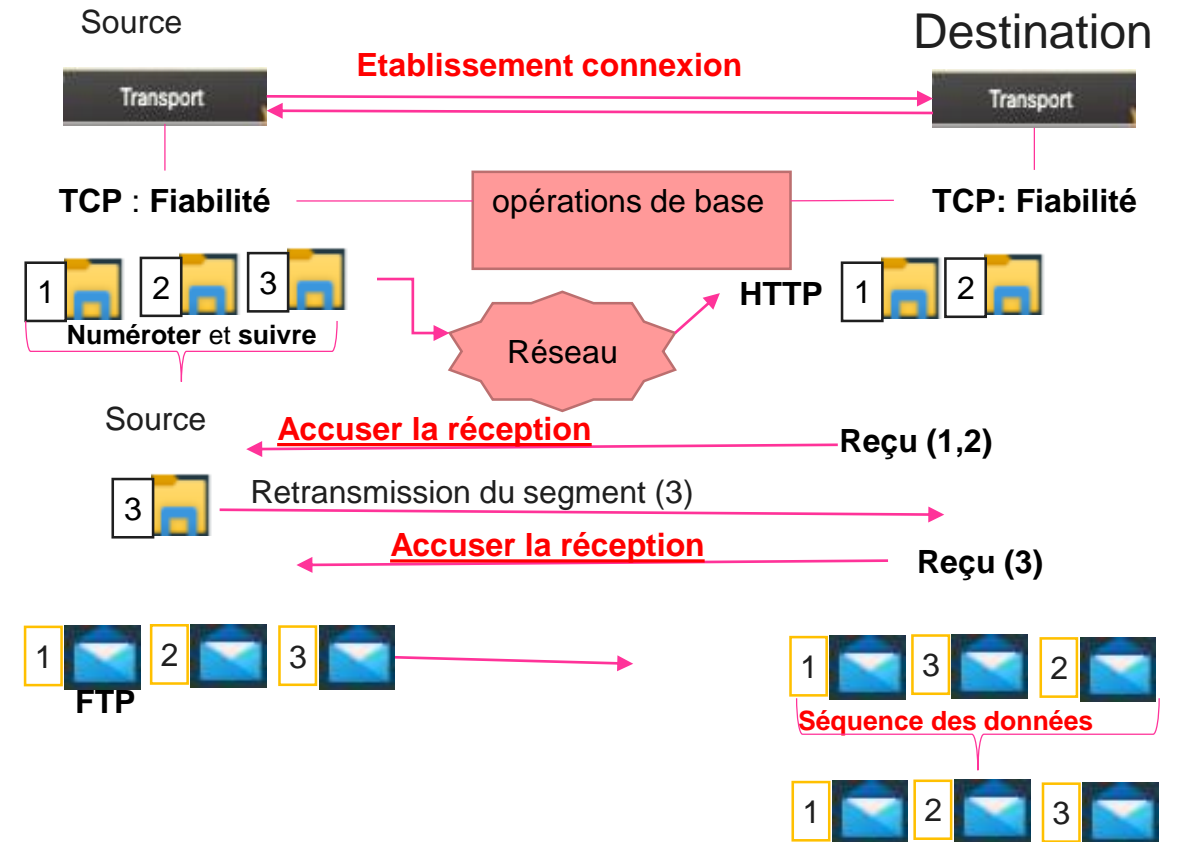 Source
Destination
Etablissement connexion
Transport
Transport
TCP : Fiabilité
opérations de base
TCP: Fiabilité
1 2 3
HTTP 1 2
Numéroter et suivre
Réseau
Source
Accuser la réception
Reçu (1,2)
3
Retransmission du segment (3)
Accuser la réception
Reçu (3)
1 2 3
FTP
1 3 2
Séquence des données
1 2 3